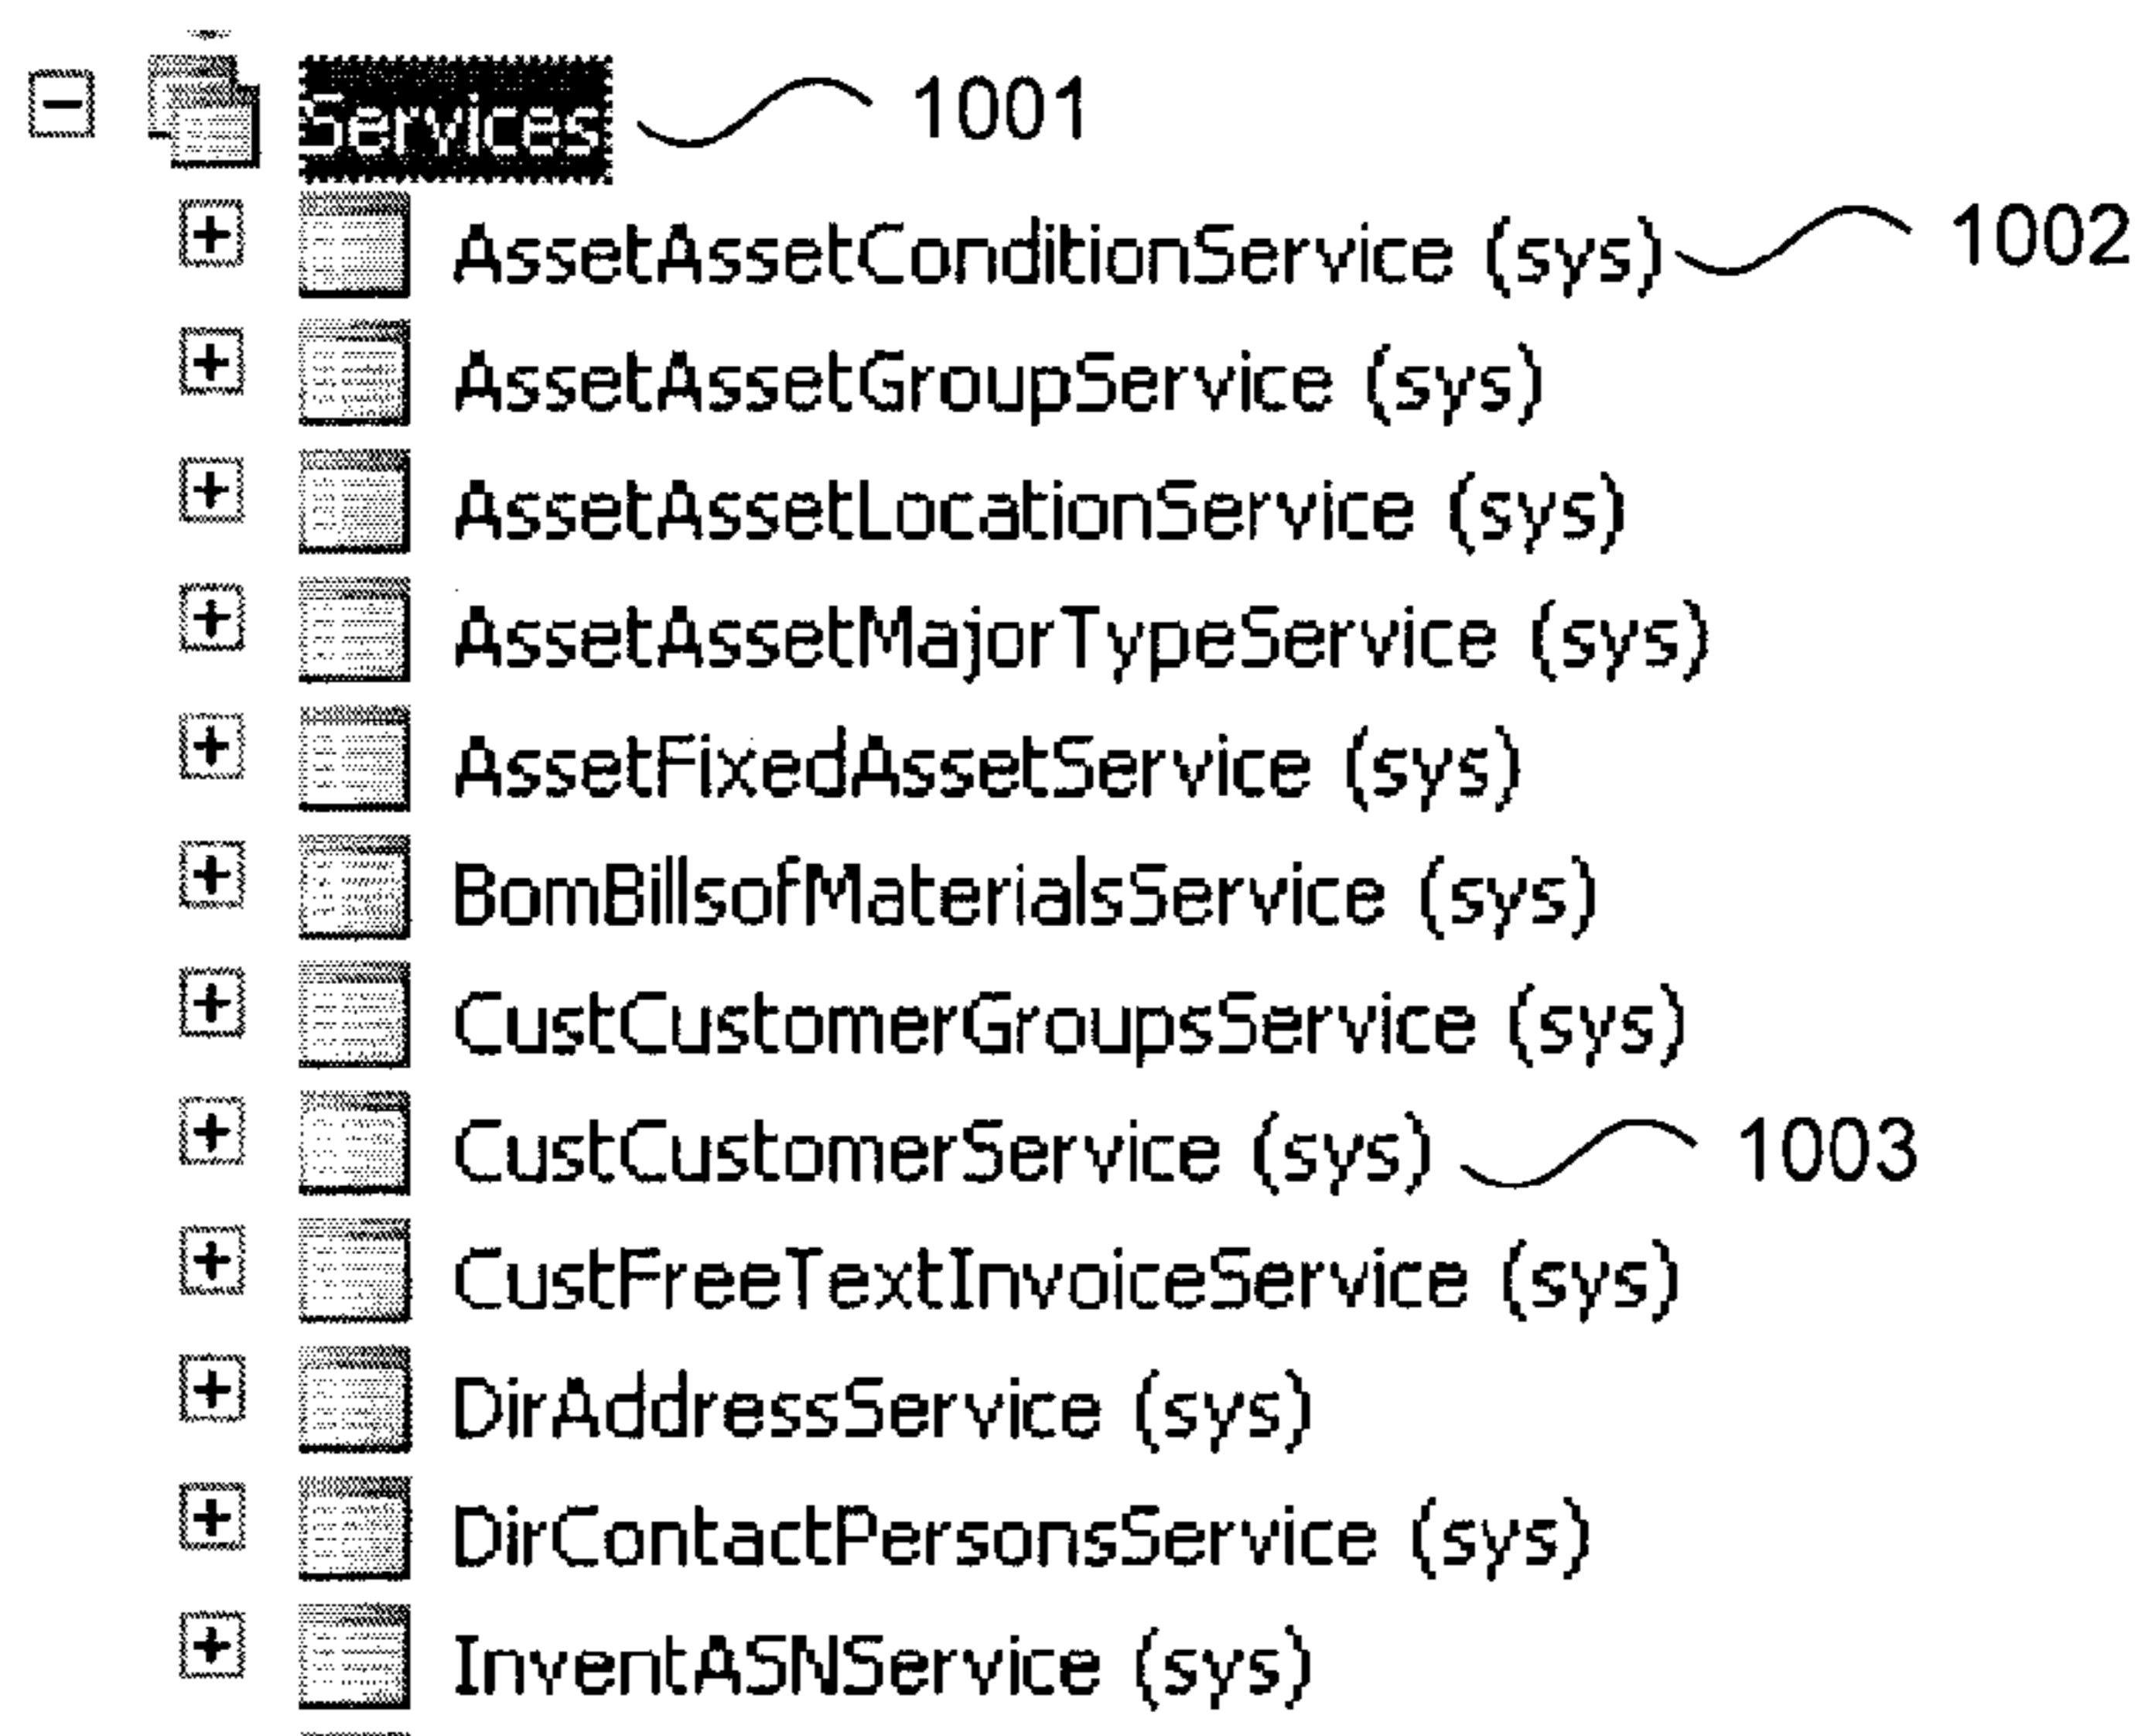 Services 1001
AssetAssetConditionService (sys) 1002
AssetAssetGroupService (sys)
AssetAssetLocationService (sys)
AssetAssetMajorTypeService (sys)
AssetFixedAssetService (sys)
BomBillsofMaterialsService (sys)
CustCustomerGroupsService (sys)
CustCustomerService (sys) 1003
CustFreeTextInvoiceService (sys)
DirAddressService (sys)
DirContactPersonsService (sys)
InventASNService (sys)